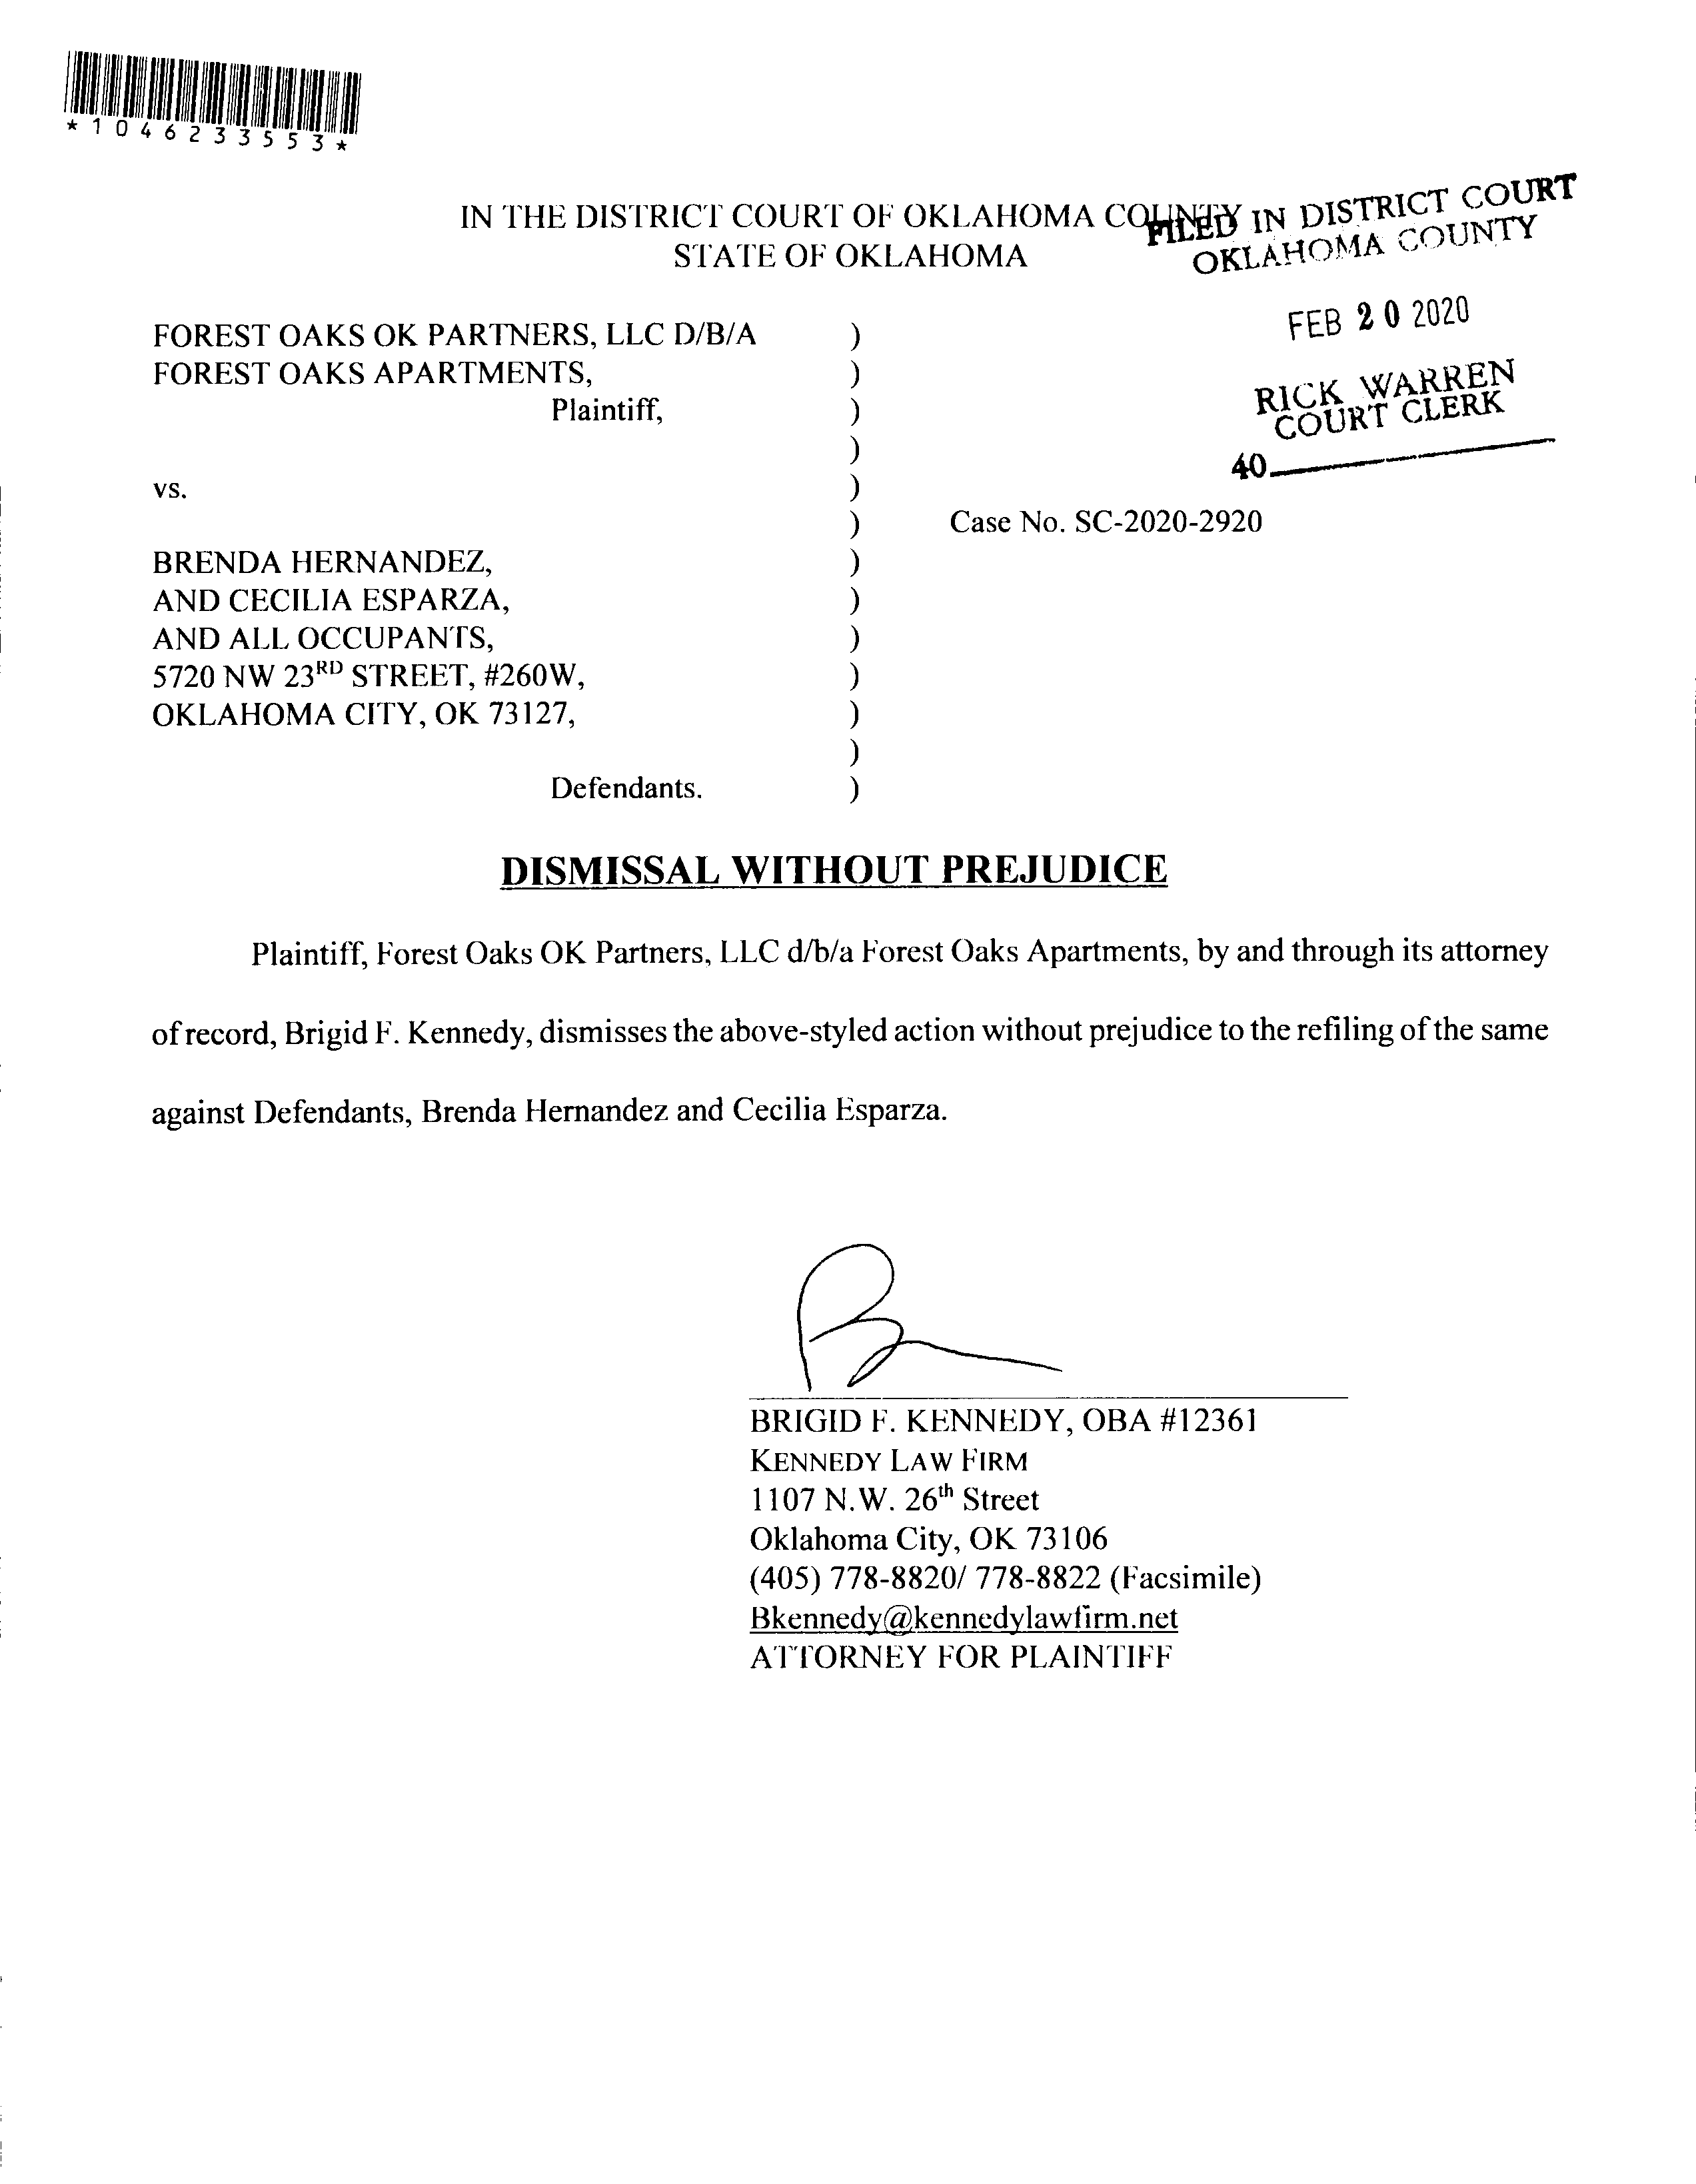 *1046233553*
IN THE DISTRICT COURT OF OKLAHOMA COUNTY
STATE OF OKLAHOMA
FILED IN DISTRICT COURT
OKLAHOMA COUNTY
FEB 20 2020
RICK WARREN
COURT CLERK
40
FOREST OAKS OK PARTNERS, LLC D/B/A )
FOREST OAKS APARTMENTS, )
Plaintiff, )
)
vs. )
) Case No. SC-2020-2920
BRENDA HERNANDEZ, )
AND CECILIA ESPARZA, )
AND ALL OCCUPANTS, )
5720 NW 23RD STREET, #260W, )
OKLAHOMA CITY, OK 73127, )
)
Defendants. )
DISMISSAL WITHOUT PREJUDICE
Plaintiff, Forest Oaks OK Partners, LLC d/b/a Forest Oaks Apartments, by and through its attorney
of record, Brigid F. Kennedy, dismisses the above-styled action without prejudice to the refiling of the same
against Defendants, Brenda Hernandez and Cecilia Esparza.
BRIGID F. KENNEDY, OBA #12361
KENNEDY LAW FIRM
1107 N.W. 26th Street
Oklahoma City, OK 73106
(405) 778-8820/ 778-8822 (Facsimile)
Bkennedy@kennedylawfirm.net
ATTORNEY FOR PLAINTIFF